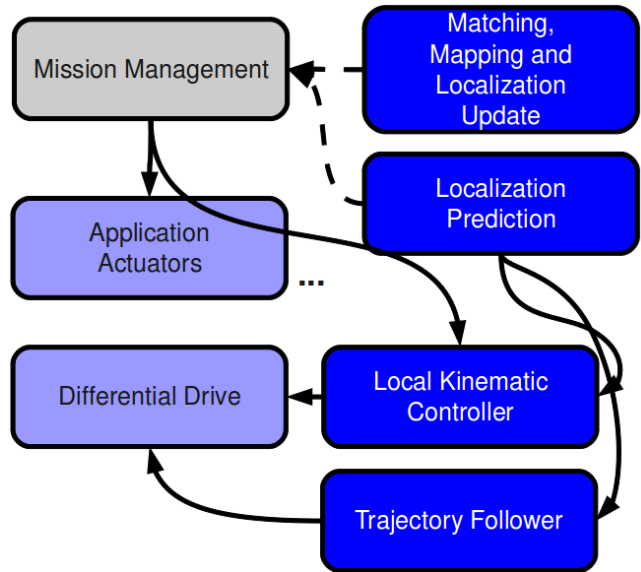 Mission Management
Matching,
Mapping and
Localization
Update
Localization
Prediction
Application
Actuators
...
Differential Drive
Local Kinematic
Controller
Trajectory Follower